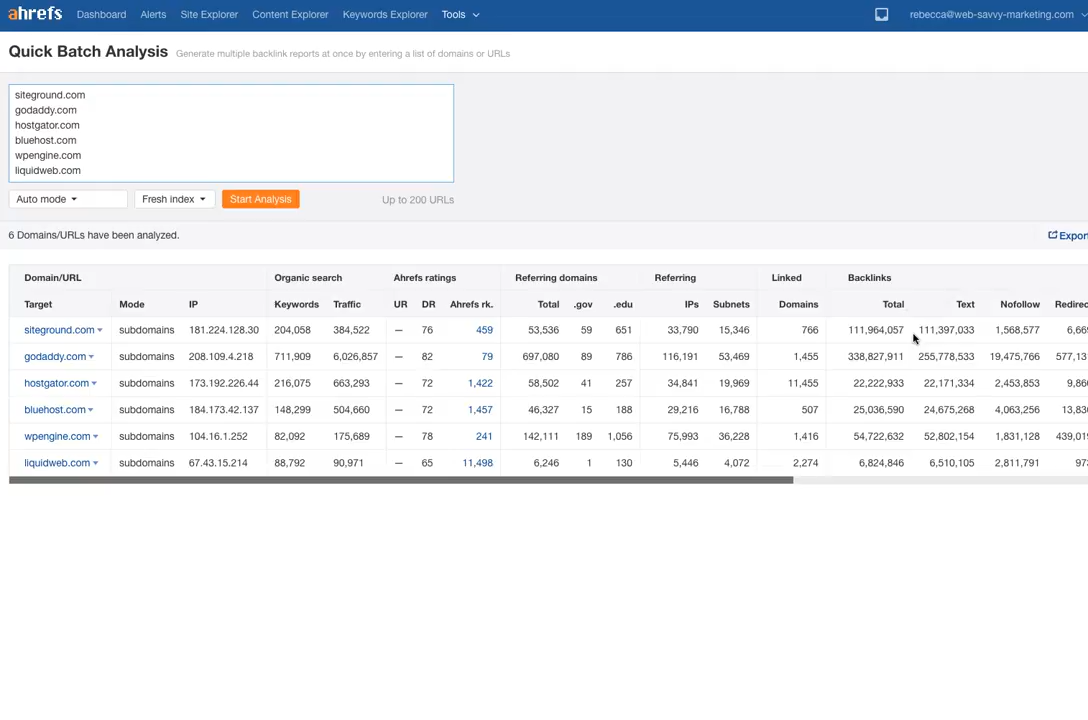 ahrefs Dashboard Alerts Site Explorer Content Explorer Keywords Explorer Tools rebecca@web-savvy-marketing.com
Quick Batch Analysis Generate multiple backlink reports at once by entering a list of domains or URLs
siteground.com
godaddy.com
hostgator.com
bluehost.com
wpengine.com
liquidweb.com
Auto mode Fresh index Start Analysis Up to 200 URLs
6 Domains/URLs have been analyzed. Export
Domain/URL Organic search Ahrefs ratings Referring domains Referring Linked Backlinks
Target Mode IP Keywords Traffic UR DR Ahrefs rk. Total .gov .edu IPs Subnets Domains Total Text Nofollow Redirec
siteground.com subdomains 181.224.128.30 204,058 384,522 — 76 459 53,536 59 651 33,790 15,346 766 111,964,057 111,397,033 1,568,577 6,669
godaddy.com subdomains 208.109.4.218 711,909 6,026,857 — 82 79 697,080 89 786 116,191 53,469 1,455 338,827,911 255,778,533 19,475,766 577,13
hostgator.com subdomains 173.192.226.44 216,075 663,293 — 72 1,422 58,502 41 257 34,841 19,969 11,455 22,222,933 22,171,334 2,453,853 9,86
bluehost.com subdomains 184.173.42.137 148,299 504,660 — 72 1,457 46,327 15 188 29,216 16,788 507 25,036,590 24,675,268 4,063,256 13,83
wpengine.com subdomains 104.16.1.252 82,092 175,689 — 78 241 142,111 189 1,056 75,993 36,228 1,416 54,722,632 52,802,154 1,831,128 439,01
liquidweb.com subdomains 67.43.15.214 88,792 90,971 — 65 11,498 6,246 1 130 5,446 4,072 2,274 6,824,846 6,510,105 2,811,791 97